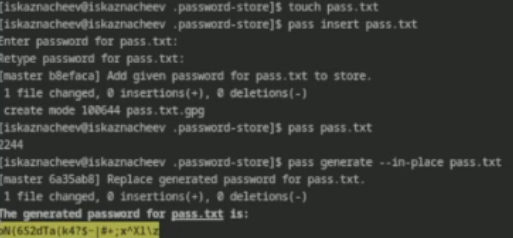 [iskaznacheev@iskaznacheev .password-store]$ touch pass.txt
[iskaznacheev@iskaznacheev .password-store]$ pass insert pass.txt
Enter password for pass.txt:
Retype password for pass.txt:
[master b8efaca] Add given password for pass.txt to store.
1 file changed, 0 insertions(+), 0 deletions(-)
create mode 100644 pass.txt.gpg
[iskaznacheev@iskaznacheev .password-store]$ pass pass.txt
2244
[iskaznacheev@iskaznacheev .password-store]$ pass generate --in-place pass.txt
[master 6a35ab8] Replace generated password for pass.txt.
1 file changed, 0 insertions(+), 0 deletions(-)
The generated password for pass.txt is: